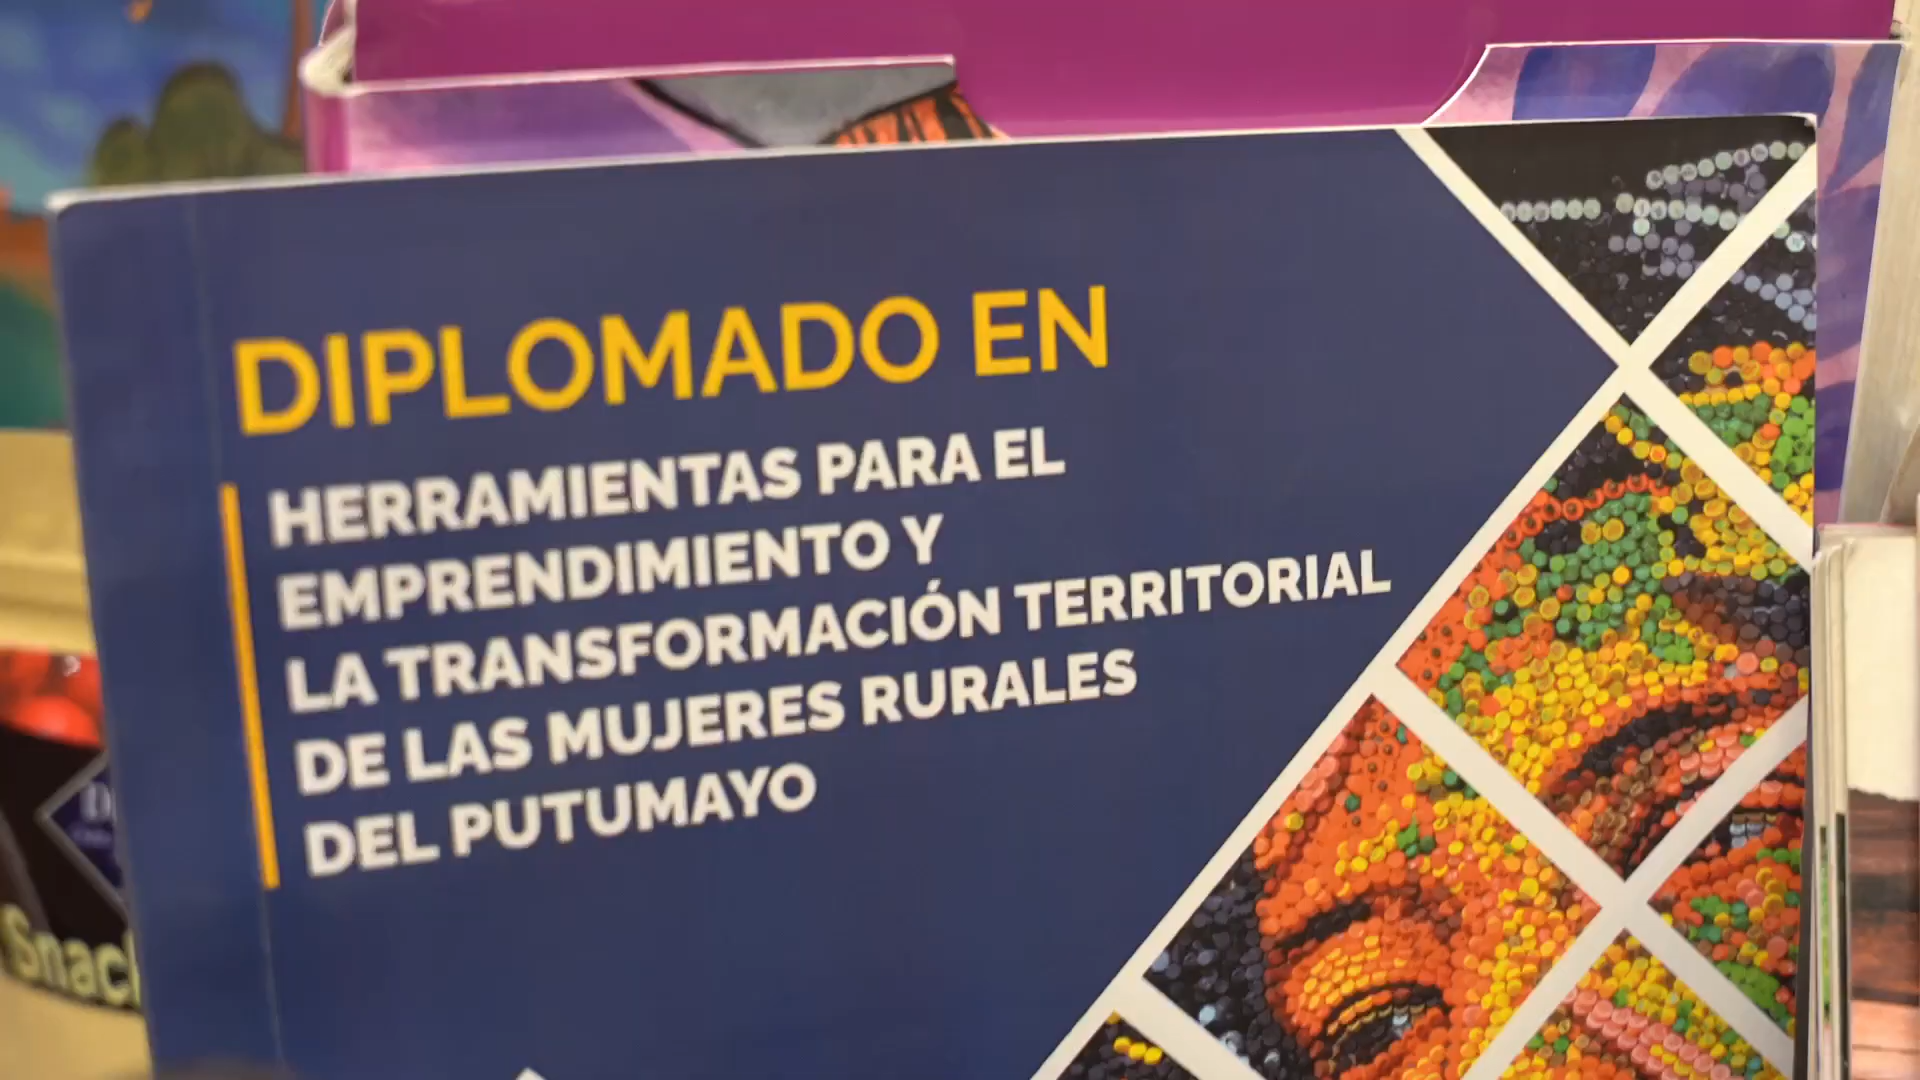 DIPLOMADO EN
HERRAMIENTAS PARA EL
EMPRENDIMIENTO Y
LA TRANSFORMACIÓN TERRITORIAL
DE LAS MUJERES RURALES
DEL PUTUMAYO